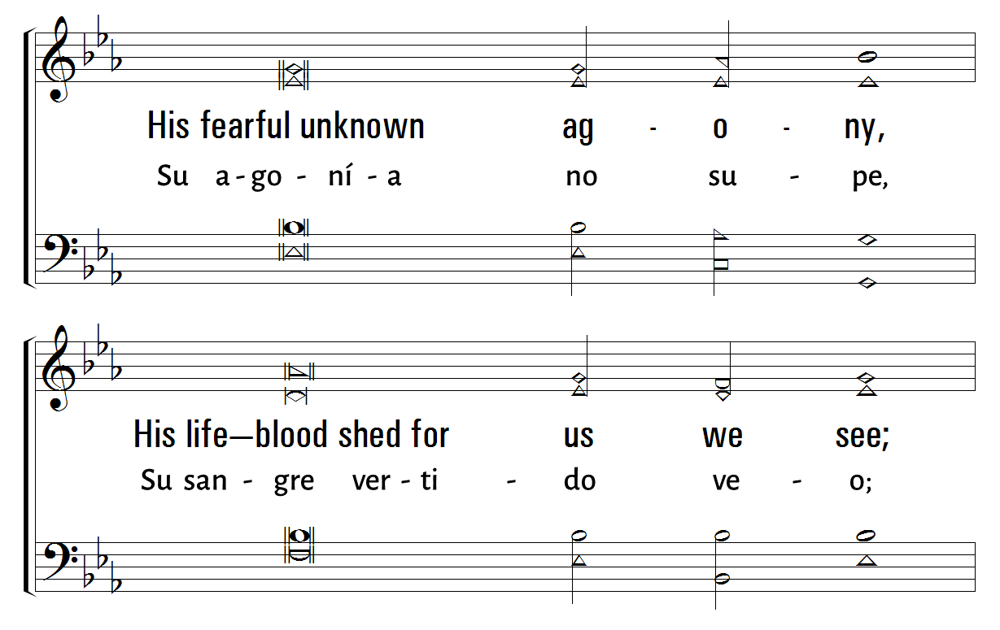 His fearful unknown ag - o - ny,
Su a - go - ní - a no su - pe,
His life—blood shed for us we see;
Su san - gre ver - ti - do ve - o;